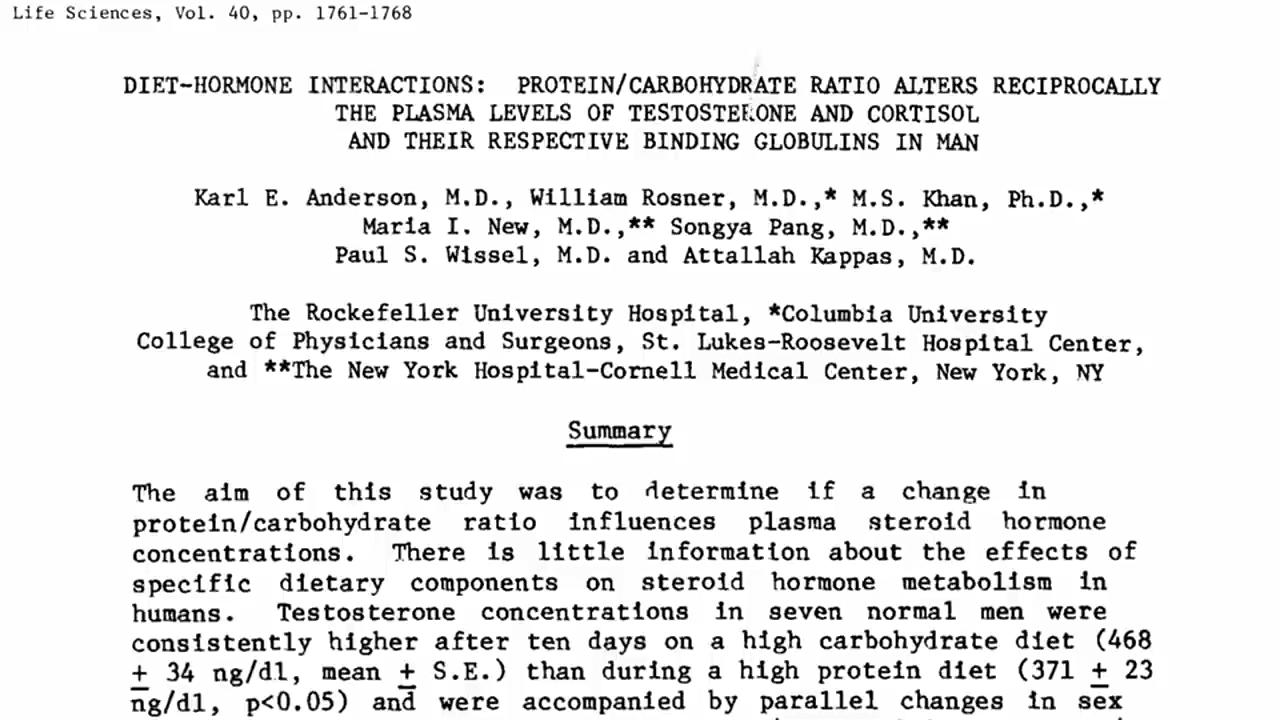 Life Sciences, Vol. 40, pp. 1761-1768
DIET-HORMONE INTERACTIONS: PROTEIN/CARBOHYDRATE RATIO ALTERS RECIPROCALLY
THE PLASMA LEVELS OF TESTOSTERONE AND CORTISOL
AND THEIR RESPECTIVE BINDING GLOBULINS IN MAN
Karl E. Anderson, M.D., William Rosner, M.D.,* M.S. Khan, Ph.D.,*
Maria I. New, M.D.,** Songya Pang, M.D.,**
Paul S. Wissel, M.D. and Attallah Kappas, M.D.
The Rockefeller University Hospital, *Columbia University
College of Physicians and Surgeons, St. Lukes-Roosevelt Hospital Center,
and **The New York Hospital-Cornell Medical Center, New York, NY
Summary
The aim of this study was to determine if a change in
protein/carbohydrate ratio influences plasma steroid hormone
concentrations. There is little information about the effects of
specific dietary components on steroid hormone metabolism in
humans. Testosterone concentrations in seven normal men were
consistently higher after ten days on a high carbohydrate diet (468
± 34 ng/dl, mean ± S.E.) than during a high protein diet (371 ± 23
ng/dl, p<0.05) and were accompanied by parallel changes in sex